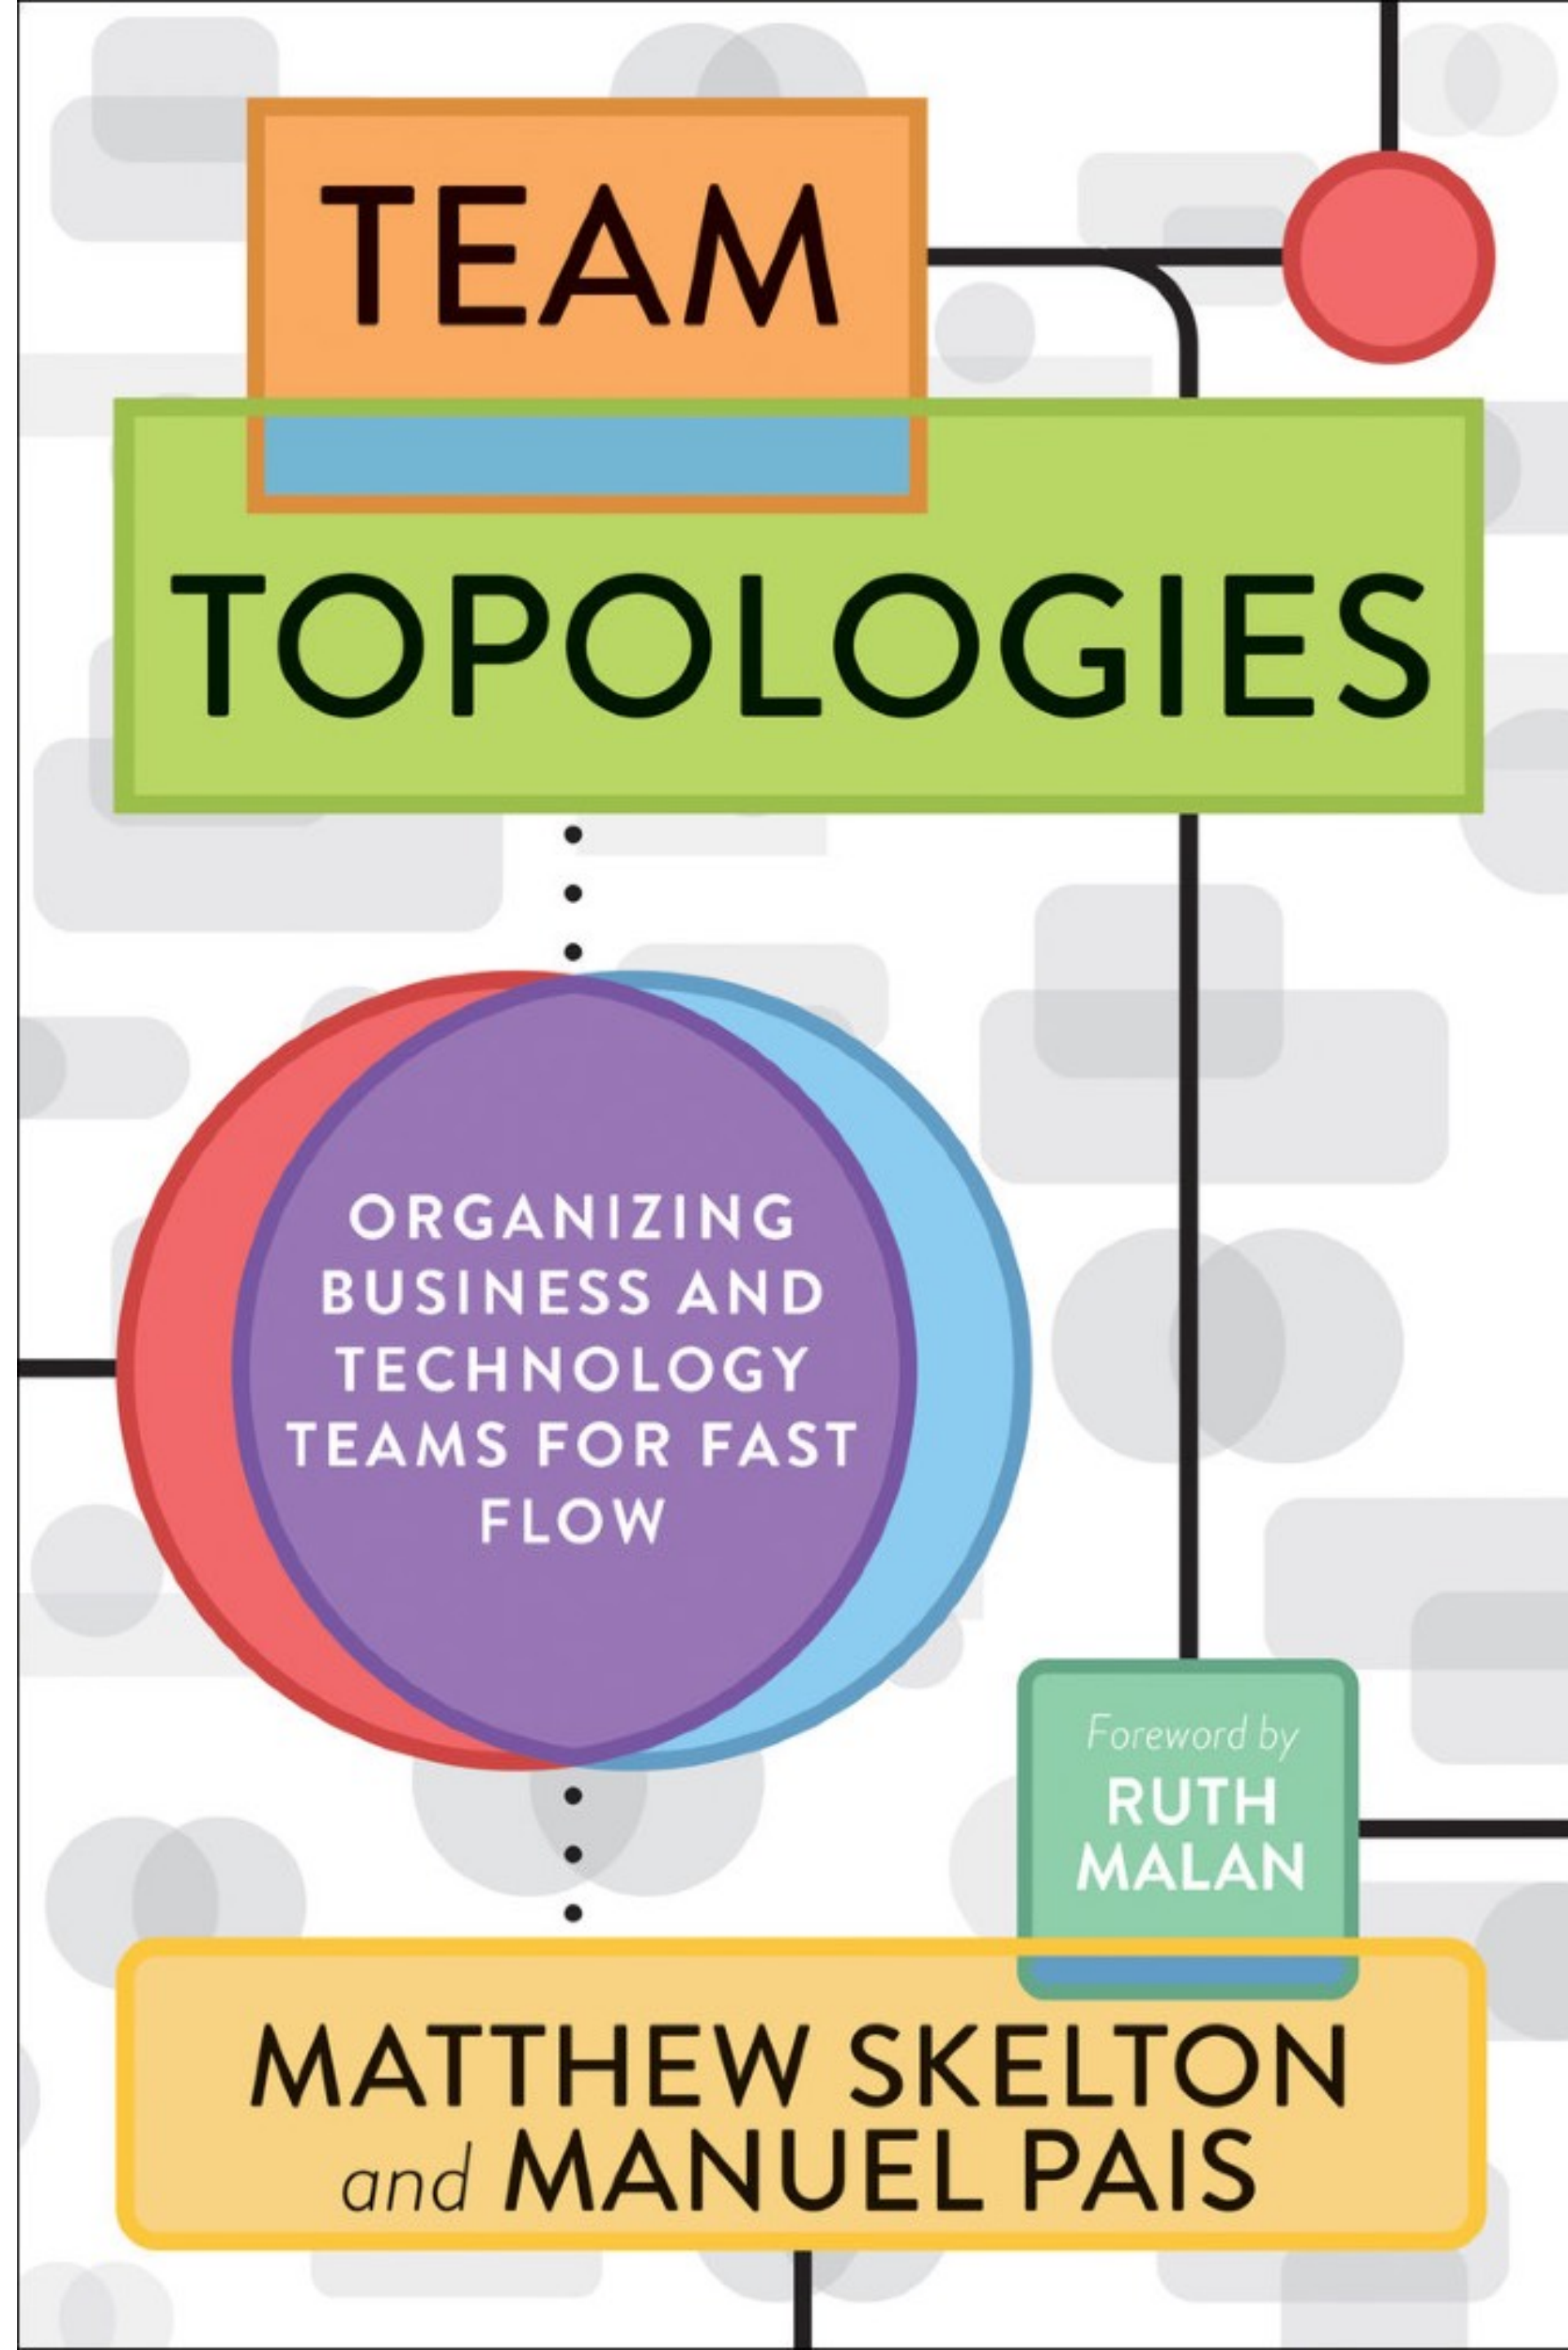 TEAM
TOPOLOGIES
ORGANIZING
BUSINESS AND
TECHNOLOGY
TEAMS FOR FAST
FLOW
Foreword by
RUTH
MALAN
MATTHEW SKELTON
and MANUEL PAIS